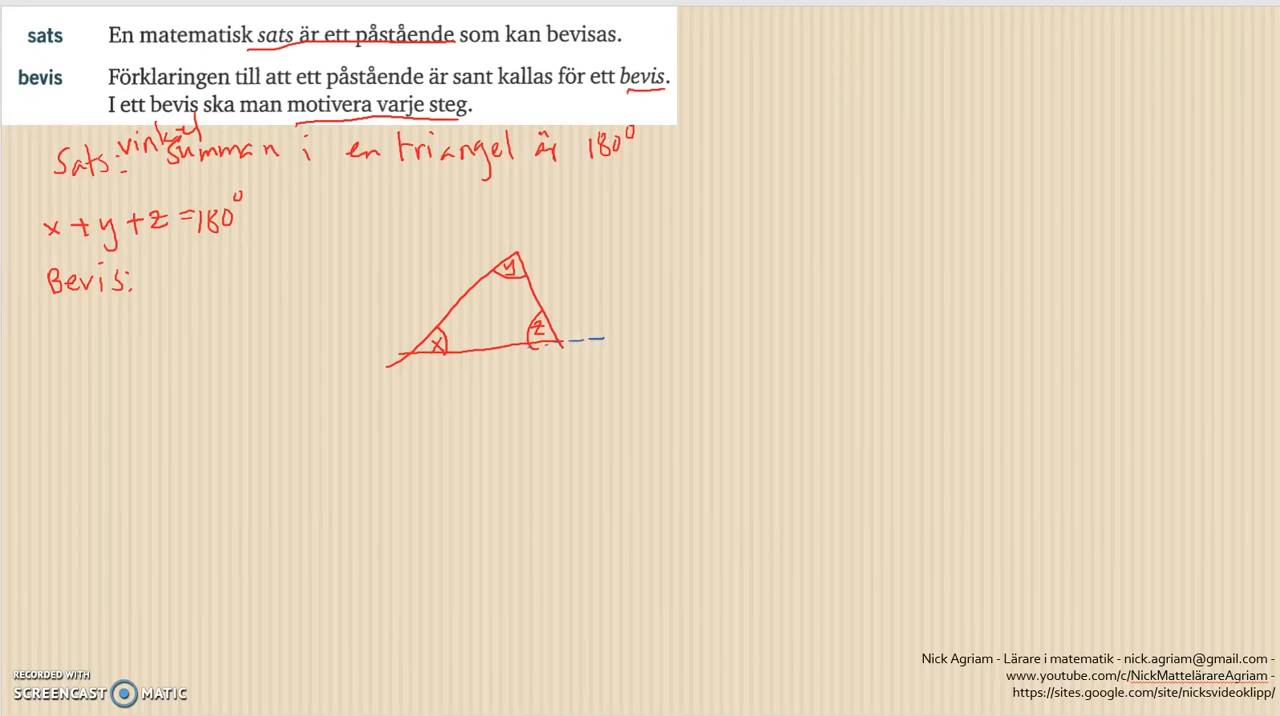 sats En matematisk sats är ett påstående som kan bevisas.
bevis Förklaringen till att ett påstående är sant kallas för ett bevis.
I ett bevis ska man motivera varje steg.
Sats: vinkelsumman i en triangel är 180°
x + y + z = 180°
Bevis:
y
x z
Nick Agriam - Lärare i matematik - nick.agriam@gmail.com -
www.youtube.com/c/NickMattelärareAgriam -
https://sites.google.com/site/nicksvideoklipp/
RECORDED WITH
SCREENCAST MATIC